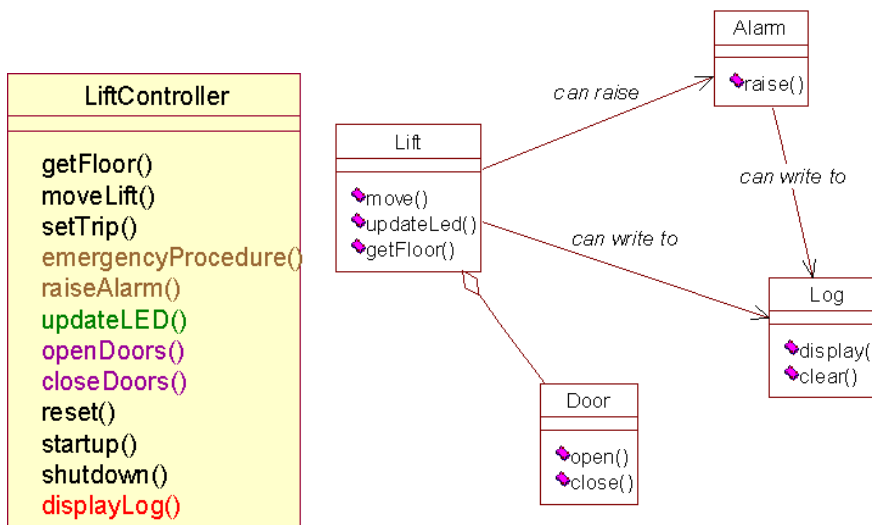 LiftController
getFloor()
moveLift()
setTrip()
emergencyProcedure()
raiseAlarm()
updateLED()
openDoors()
closeDoors()
reset()
startup()
shutdown()
displayLog()
Lift
move()
updateLed()
getFloor()
can raise
Alarm
raise()
can write to
can write to
Log
display(
clear()
Door
open()
close()